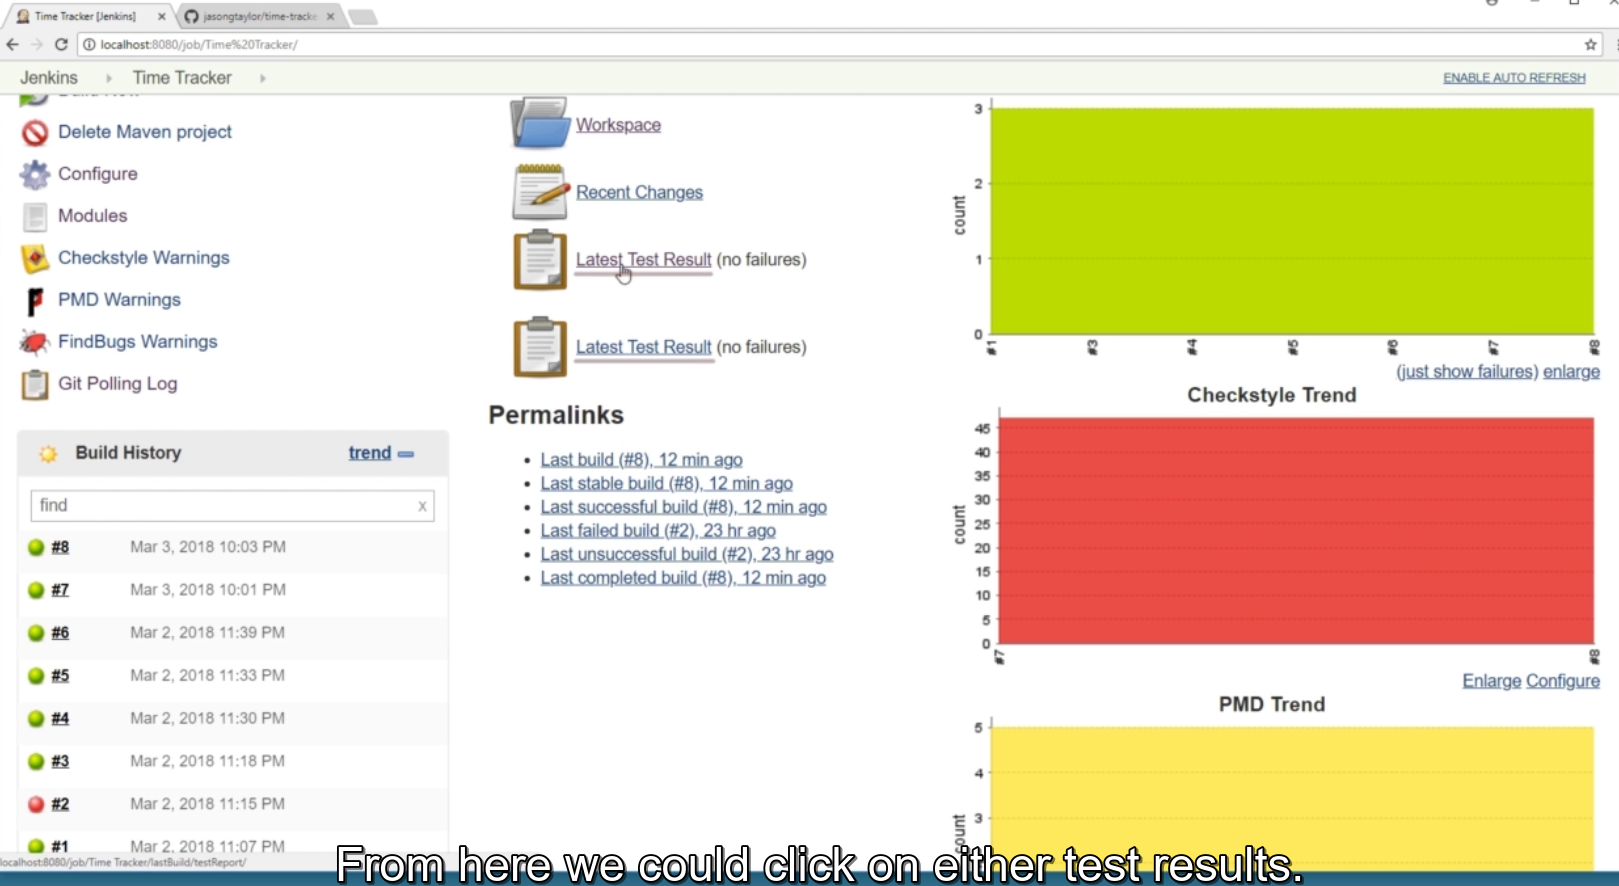 Time Tracker [Jenkins]
jasongtaylor/time-tracke
localhost:8080/job/Time%20Tracker/
Jenkins
Time Tracker
ENABLE AUTO REFRESH
Delete Maven project
Configure
Modules
Checkstyle Warnings
PMD Warnings
FindBugs Warnings
Git Polling Log
Build History
trend
find
x
#8 Mar 3, 2018 10:03 PM
#7 Mar 3, 2018 10:01 PM
#6 Mar 2, 2018 11:39 PM
#5 Mar 2, 2018 11:33 PM
#4 Mar 2, 2018 11:30 PM
#3 Mar 2, 2018 11:18 PM
#2 Mar 2, 2018 11:15 PM
#1 Mar 2, 2018 11:07 PM
localhost:8080/job/Time Tracker/lastBuild/testReport/
Workspace
Recent Changes
Latest Test Result (no failures)
Latest Test Result (no failures)
Permalinks
Last build (#8), 12 min ago
Last stable build (#8), 12 min ago
Last successful build (#8), 12 min ago
Last failed build (#2), 23 hr ago
Last unsuccessful build (#2), 23 hr ago
Last completed build (#8), 12 min ago
3
2
1
0
count
#1 #3 #4 #5 #6 #7 #8
(just show failures) enlarge
Checkstyle Trend
45
40
35
30
25
20
15
10
5
0
count
#7 #8
Enlarge Configure
PMD Trend
5
4
3
count
From here we could click on either test results.